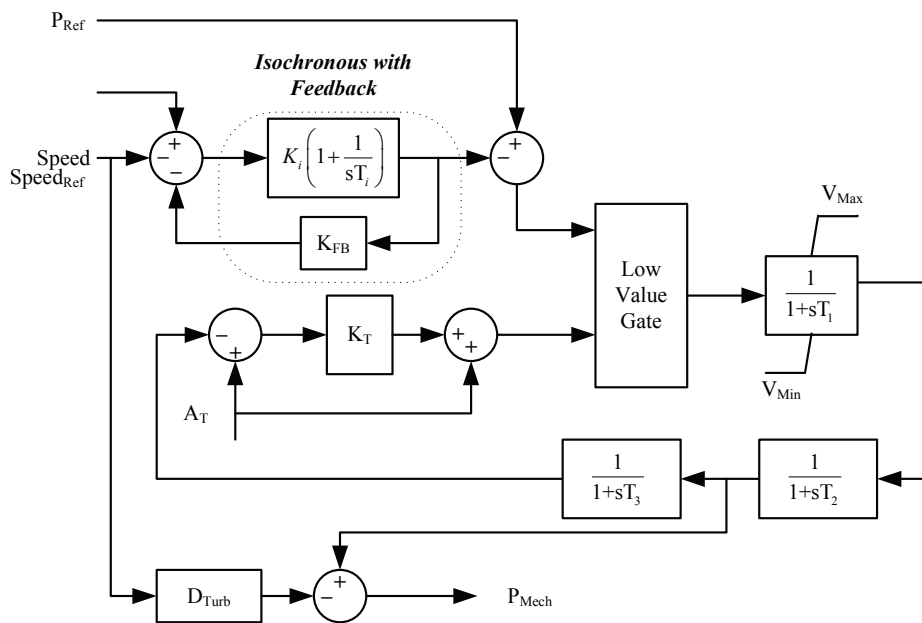 P_Ref
Isochronous with
Feedback
+
−
−
K_i(1+1/sT_i)
+
−
Speed
Speed_Ref
K_FB
V_Max
Low
Value
Gate
1/1+sT_1
V_Min
−
+
K_T
+
+
A_T
1/1+sT_3
1/1+sT_2
D_Turb
+
−
P_Mech